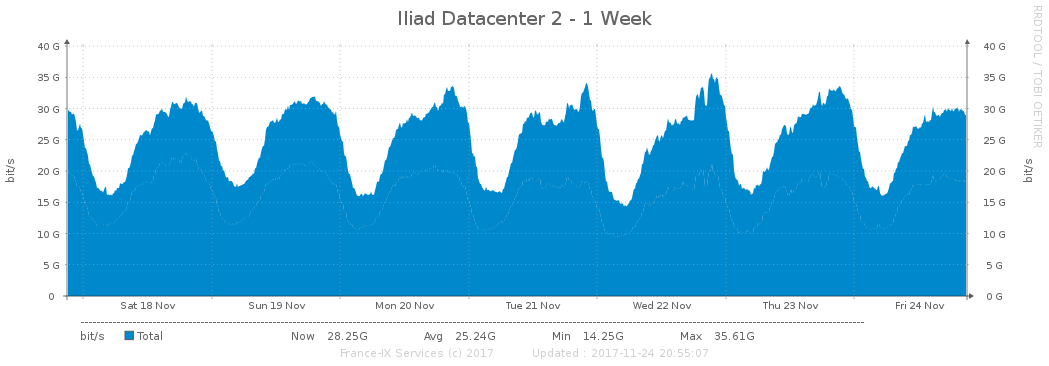 Iliad Datacenter 2 - 1 Week
RRDTOOL / TOBI OETIKER
40 G 40 G
35 G 35 G
30 G 30 G
25 G 25 G
20 G 20 G
15 G 15 G
10 G 10 G
5 G 5 G
0 0 G
bit/s bit/s
Sat 18 Nov Sun 19 Nov Mon 20 Nov Tue 21 Nov Wed 22 Nov Thu 23 Nov Fri 24 Nov
bit/s Total Now 28.25G Avg 25.24G Min 14.25G Max 35.61G
France-IX Services (c) 2017 Updated : 2017-11-24 20:55:07